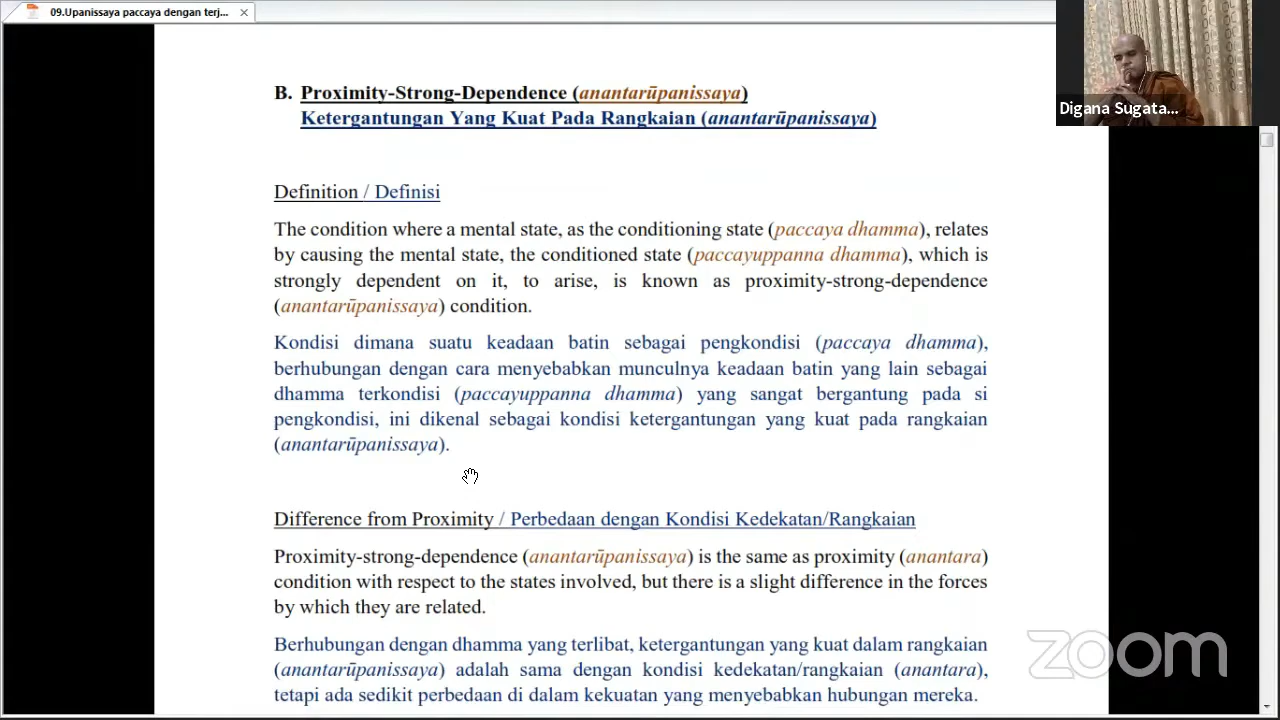 09.Upanissaya paccaya dengan terj...
Digana Sugata...
B. Proximity-Strong-Dependence (anantarūpanissaya)
Ketergantungan Yang Kuat Pada Rangkaian (anantarūpanissaya)
Definition / Definisi
The condition where a mental state, as the conditioning state (paccaya dhamma), relates
by causing the mental state, the conditioned state (paccayuppanna dhamma), which is
strongly dependent on it, to arise, is known as proximity-strong-dependence
(anantarūpanissaya) condition.
Kondisi dimana suatu keadaan batin sebagai pengkondisi (paccaya dhamma),
berhubungan dengan cara menyebabkan munculnya keadaan batin yang lain sebagai
dhamma terkondisi (paccayuppanna dhamma) yang sangat bergantung pada si
pengkondisi, ini dikenal sebagai kondisi ketergantungan yang kuat pada rangkaian
(anantarūpanissaya).
Difference from Proximity / Perbedaan dengan Kondisi Kedekatan/Rangkaian
Proximity-strong-dependence (anantarūpanissaya) is the same as proximity (anantara)
condition with respect to the states involved, but there is a slight difference in the forces
by which they are related.
Berhubungan dengan dhamma yang terlibat, ketergantungan yang kuat dalam rangkaian
(anantarūpanissaya) adalah sama dengan kondisi kedekatan/rangkaian (anantara),
tetapi ada sedikit perbedaan di dalam kekuatan yang menyebabkan hubungan mereka.
zoom